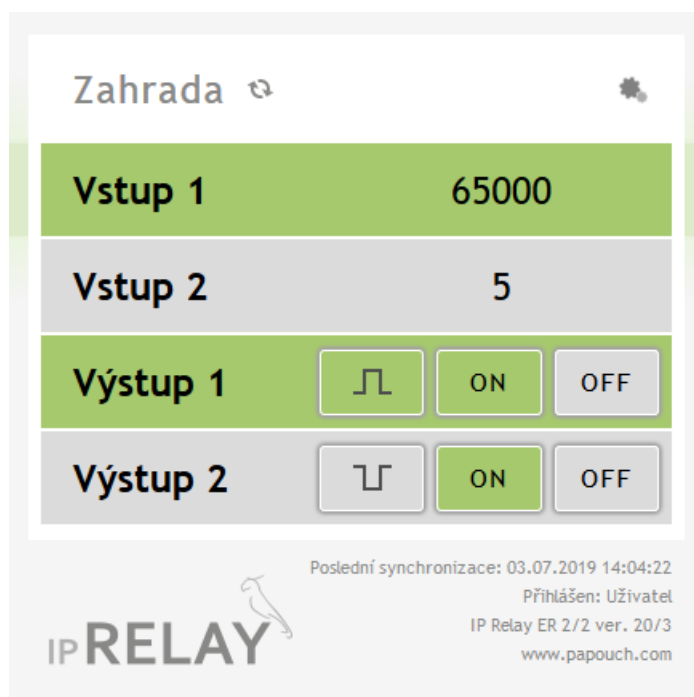 Zahrada
Vstup 1 65000
Vstup 2 5
Výstup 1 ON OFF
Výstup 2 ON OFF
Poslední synchronizace: 03.07.2019 14:04:22
Přihlášen: Uživatel
IP Relay ER 2/2 ver. 20/3
www.papouch.com
IP RELAY